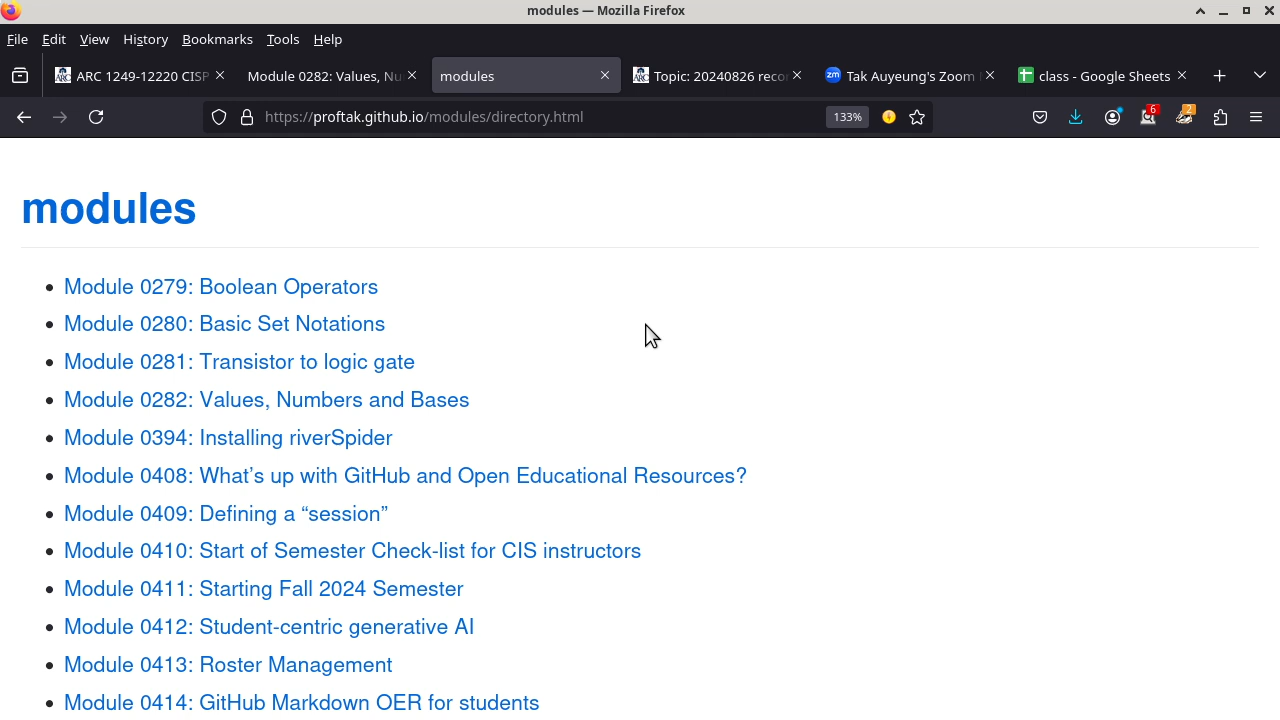 modules — Mozilla Firefox
File Edit View History Bookmarks Tools Help
ARC 1249-12220 CISP
Module 0282: Values, Nu
modules
Topic: 20240826 reco
Tak Auyeung's Zoom
class - Google Sheets
https://proftak.github.io/modules/directory.html
133%
6
2
modules
Module 0279: Boolean Operators
Module 0280: Basic Set Notations
Module 0281: Transistor to logic gate
Module 0282: Values, Numbers and Bases
Module 0394: Installing riverSpider
Module 0408: What’s up with GitHub and Open Educational Resources?
Module 0409: Defining a “session”
Module 0410: Start of Semester Check-list for CIS instructors
Module 0411: Starting Fall 2024 Semester
Module 0412: Student-centric generative AI
Module 0413: Roster Management
Module 0414: GitHub Markdown OER for students